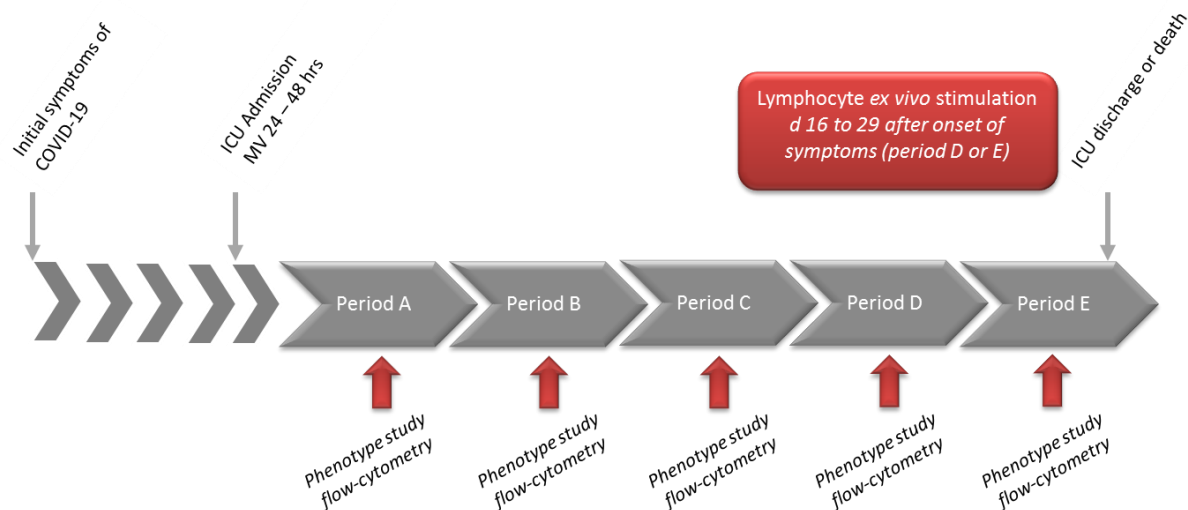 Initial symptoms of
COVID-19
ICU Admission
MV 24 – 48 hrs
Lymphocyte ex vivo stimulation
d 16 to 29 after onset of
symptoms (period D or E)
ICU discharge or death
Period A
Period B
Period C
Period D
Period E
Phenotype study
flow-cytometry
Phenotype study
flow-cytometry
Phenotype study
flow-cytometry
Phenotype study
flow-cytometry
Phenotype study
flow-cytometry